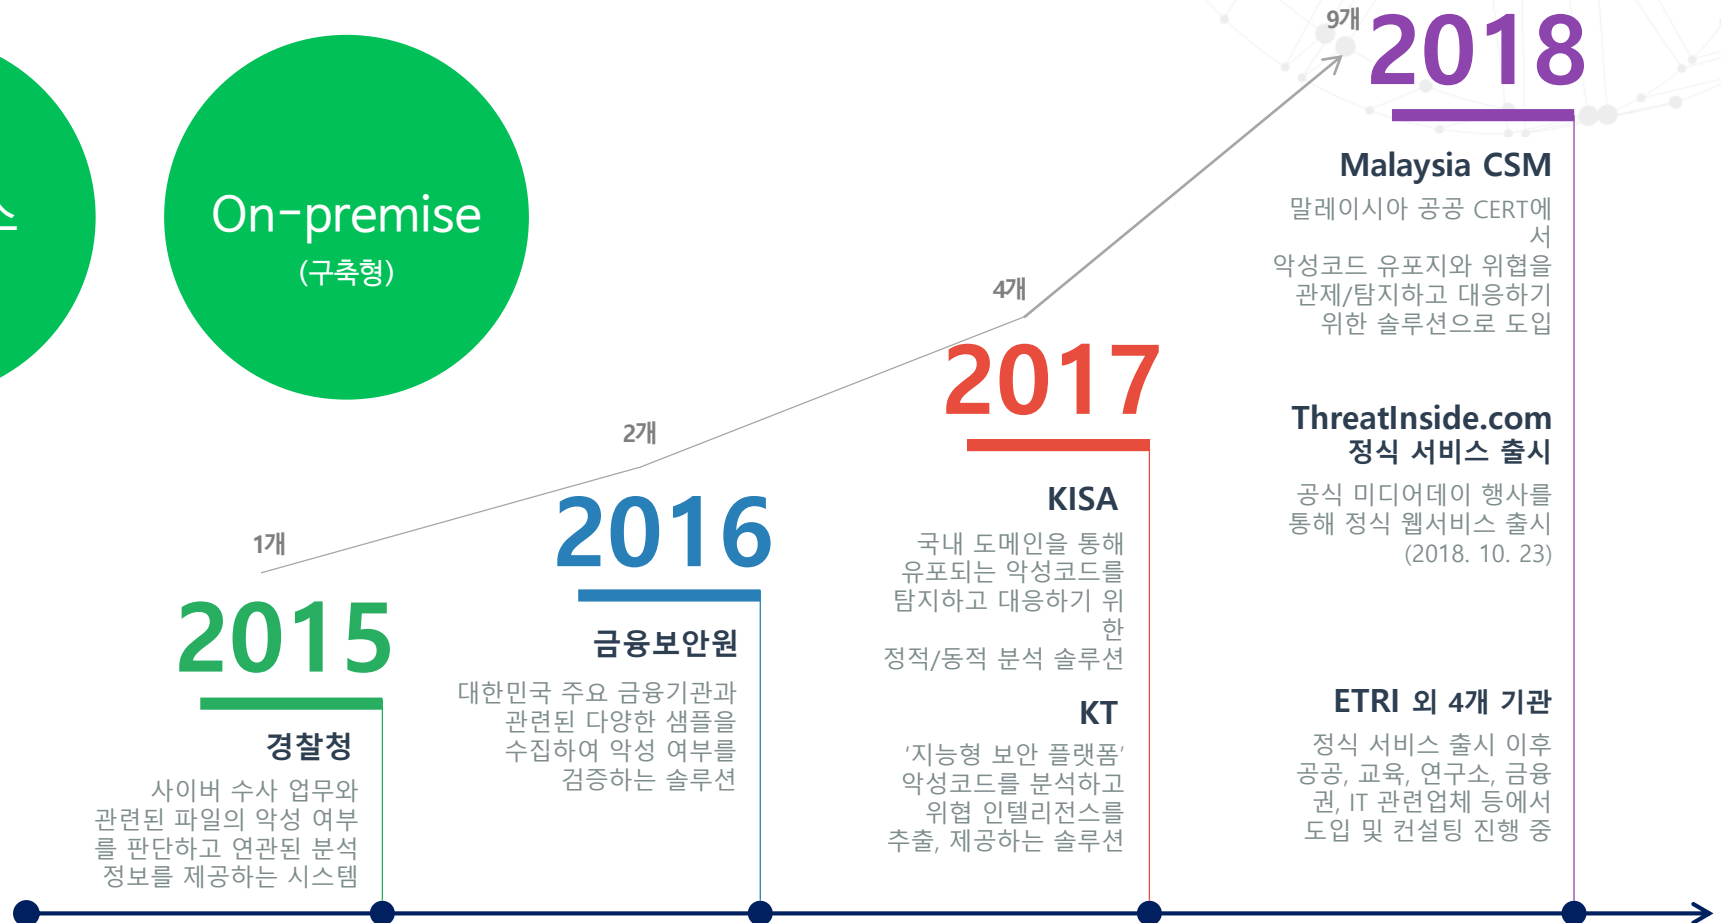 스
On-premise
(구축형)
1개
2015
경찰청
사이버 수사 업무와
관련된 파일의 악성 여부
를 판단하고 연관된 분석
정보를 제공하는 시스템
2개
2016
금융보안원
대한민국 주요 금융기관과
관련된 다양한 샘플을
수집하여 악성 여부를
검증하는 솔루션
4개
2017
KISA
국내 도메인을 통해
유포되는 악성코드를
탐지하고 대응하기 위
한
정적/동적 분석 솔루션
KT
‘지능형 보안 플랫폼’
악성코드를 분석하고
위협 인텔리전스를
추출, 제공하는 솔루션
9개
2018
Malaysia CSM
말레이시아 공공 CERT에
서
악성코드 유포지와 위협을
관제/탐지하고 대응하기
위한 솔루션으로 도입
ThreatInside.com
정식 서비스 출시
공식 미디어데이 행사를
통해 정식 웹서비스 출시
(2018. 10. 23)
ETRI 외 4개 기관
정식 서비스 출시 이후
공공, 교육, 연구소, 금융
권, IT 관련업체 등에서
도입 및 컨설팅 진행 중